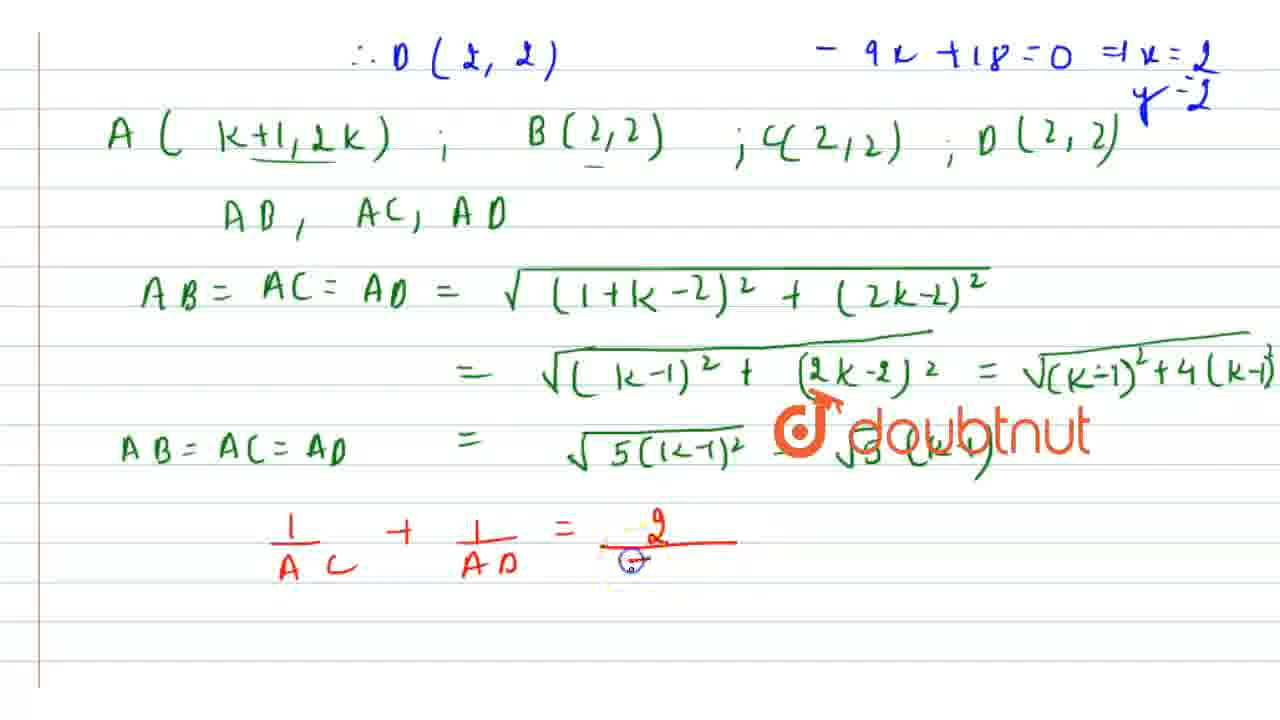 ∴ D ( 2, 2 ) - 9x + 18 = 0 ⇒ x = 2
y = 2
A ( k+1, 2k ) ; B ( 2, 2 ) ; C( 2, 2 ) , D ( 2, 2 )
AB, AC, AD
AB = AC = AD = √( (1+k-2)² + (2k-2)² )
= √( (k-1)² + (2k-2)² ) = √( (k-1)² + 4(k-1)² )
AB = AC = AD = √( 5(k-1)² ) = √5 (k-1)
doubtnut
1/AC + 1/AD = 2/